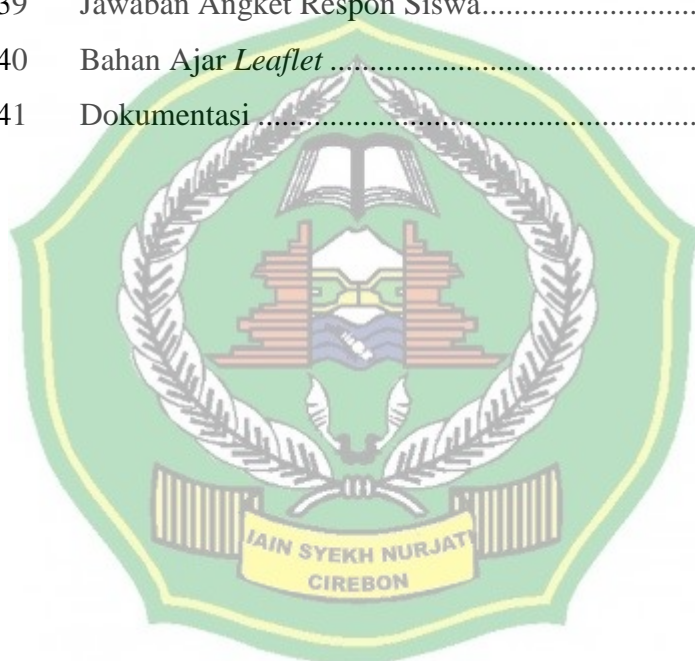 39 Jawaban Angket Respon Siswa....................
40 Bahan Ajar Leaflet ....................
41 Dokumentasi ....................
IAIN SYEKH NURJATI
CIREBON